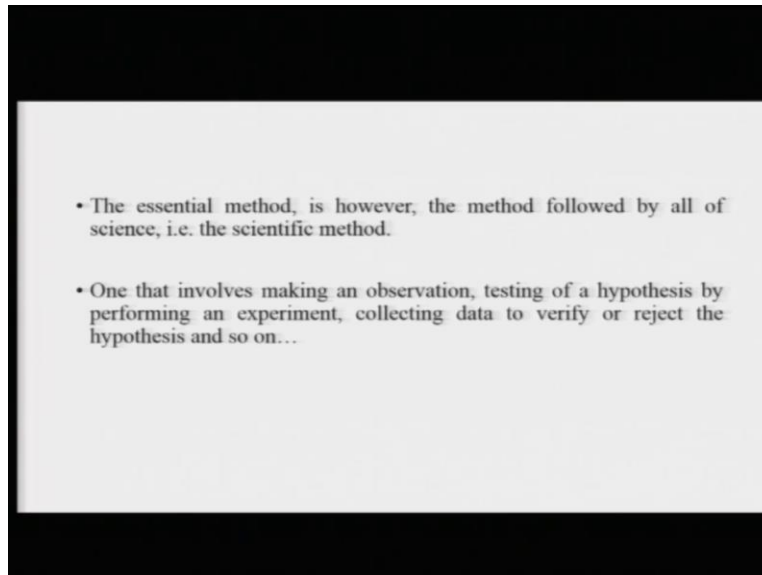 • The essential method, is however, the method followed by all of
science, i.e. the scientific method.
• One that involves making an observation, testing of a hypothesis by
performing an experiment, collecting data to verify or reject the
hypothesis and so on…